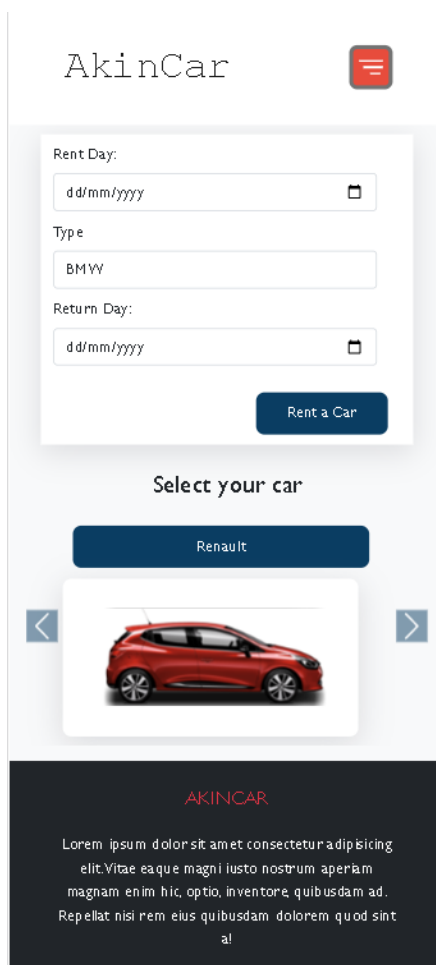 AkinCar
Rent Day:
dd/mm/yyyy
Type
BMW
Return Day:
dd/mm/yyyy
Rent a Car
Select your car
Renault
AKINCAR
Lorem ipsum dolor sit amet consectetur adipisicing
elit. Vitae eaque magni iusto nostrum aperiam
magnam enim hic, optio, inventore, quibusdam ad.
Repellat nisi rem eius quibusdam dolorem quod sint
a!